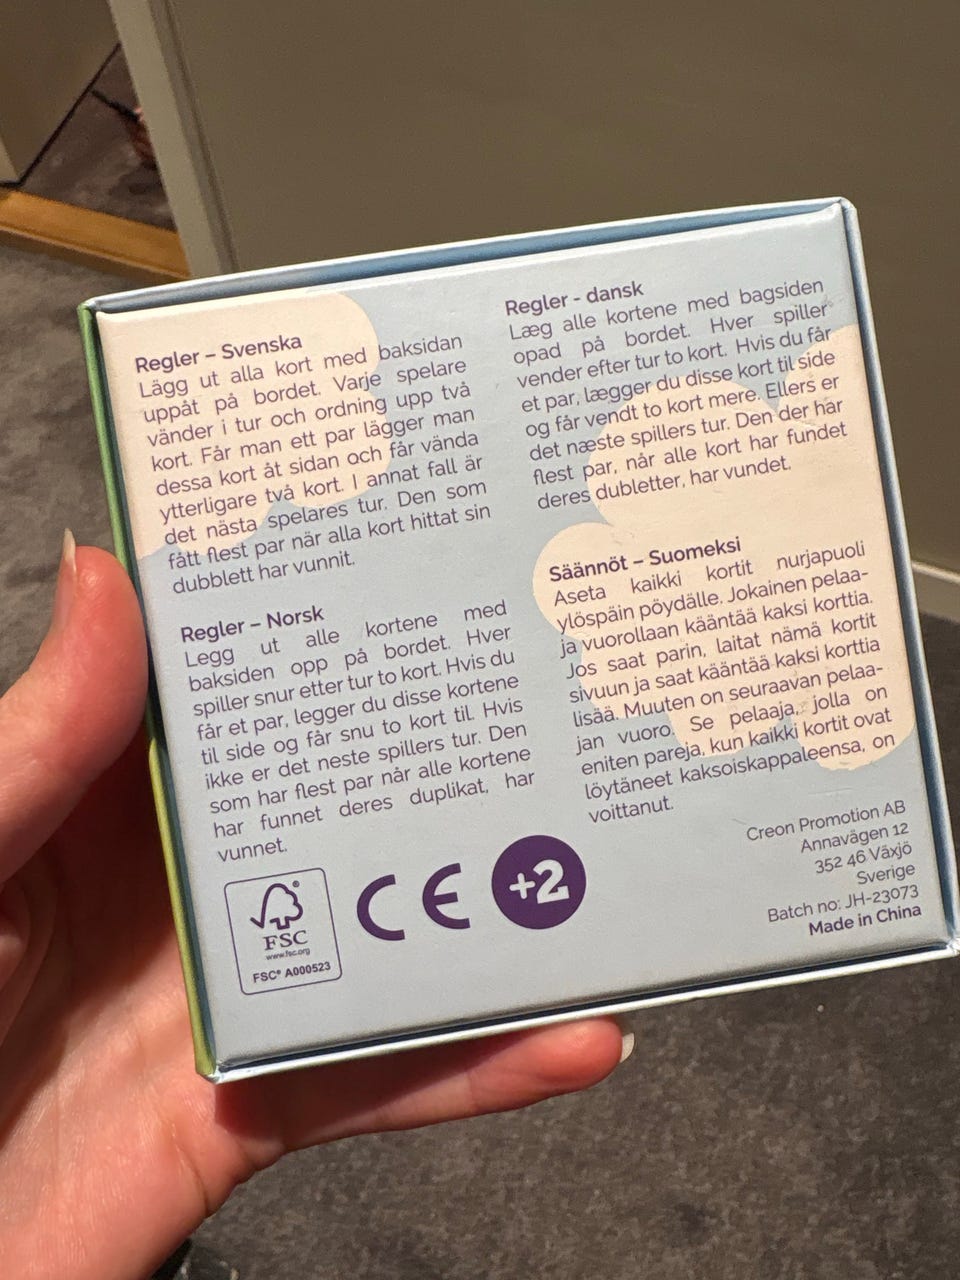 Regler – Svenska
Lägg ut alla kort med baksidan
uppåt på bordet. Varje spelare
vänder i tur och ordning upp två
kort. Får man ett par lägger man
dessa kort åt sidan och får vända
ytterligare två kort. I annat fall är
det nästa spelares tur. Den som
fått flest par när alla kort hittat sin
dubblett har vunnit.
Regler – Norsk
Legg ut alle kortene med
baksiden opp på bordet. Hver
spiller snur etter tur to kort. Hvis du
får et par, legger du disse kortene
til side og får snu to kort til. Hvis
ikke er det neste spillers tur. Den
som har flest par når alle kortene
har funnet deres duplikat, har
vunnet.
Regler - dansk
Læg alle kortene med bagsiden
opad på bordet. Hver spiller
vender efter tur to kort. Hvis du får
et par, lægger du disse kort til side
og får vendt to kort mere. Ellers er
det næste spillers tur. Den der har
flest par, når alle kort har fundet
deres dubletter, har vundet.
Säännöt – Suomeksi
Aseta kaikki kortit nurjapuoli
ylöspäin pöydälle. Jokainen pelaa-
ja vuorollaan kääntää kaksi korttia.
Jos saat parin, laitat nämä kortit
sivuun ja saat kääntää kaksi korttia
lisää. Muuten on seuraavan pelaa-
jan vuoro. Se pelaaja, jolla on
eniten pareja, kun kaikki kortit ovat
löytäneet kaksoiskappaleensa, on
voittanut.
FSC
www.fsc.org
FSC® A000523
CE
+2
Creon Promotion AB
Annavägen 12
352 46 Växjö
Sverige
Batch no: JH-23073
Made in China